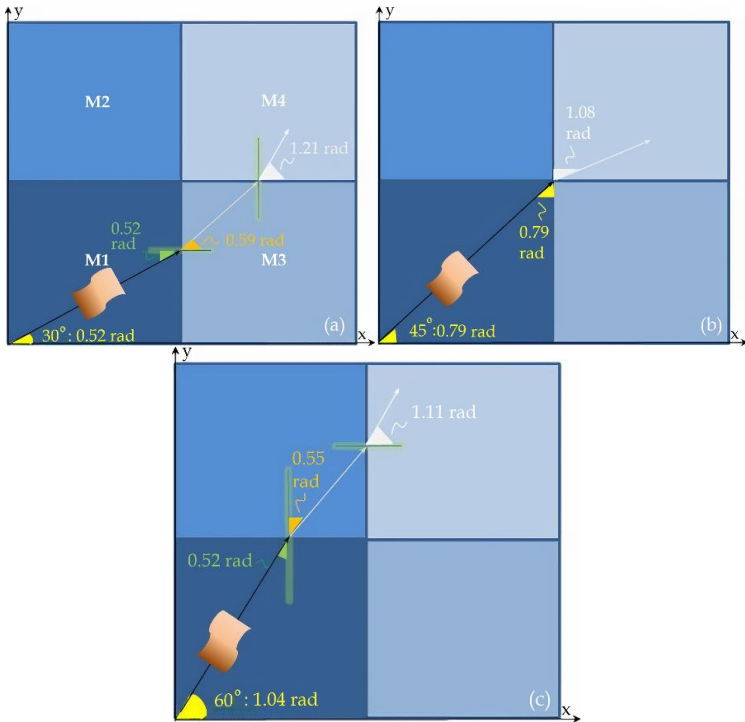 y
M2
M4
1.21 rad
0.52
rad
0.59 rad
M1
M3
30°: 0.52 rad
(a)
x
y
1.08
rad
0.79
rad
45°:0.79 rad
(b)
x
y
1.11 rad
0.55
rad
0.52 rad
60°: 1.04 rad
(c)
x